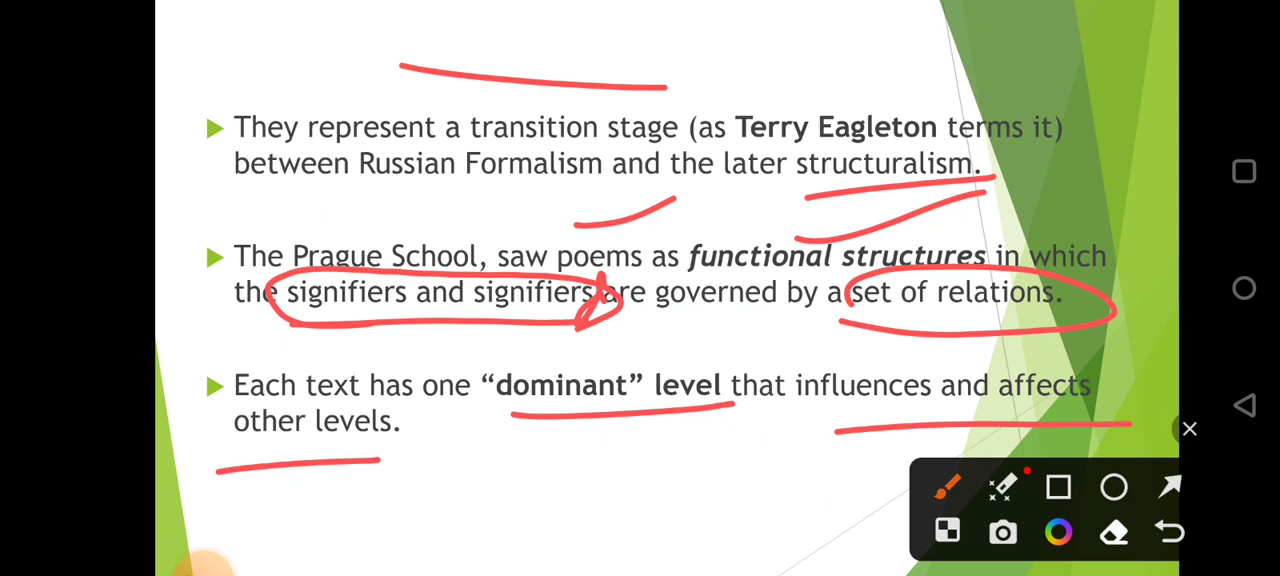 They represent a transition stage (as Terry Eagleton terms it)
between Russian Formalism and the later structuralism.
The Prague School, saw poems as functional structures in which
the signifiers and signifiers are governed by a set of relations.
Each text has one “dominant” level that influences and affects
other levels.